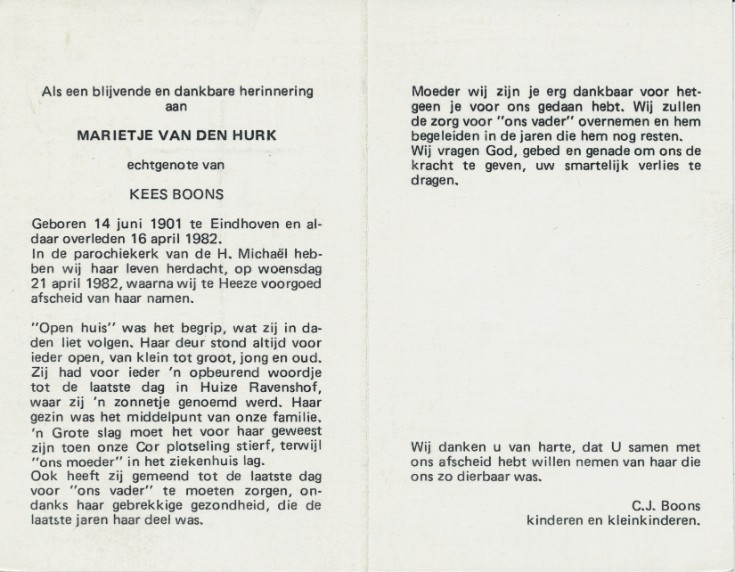 Als een blijvende en dankbare herinnering
aan
MARIETJE VAN DEN HURK
echtgenote van
KEES BOONS
Geboren 14 juni 1901 te Eindhoven en al-
daar overleden 16 april 1982.
In de parochiekerk van de H. Michaël heb-
ben wij haar leven herdacht, op woensdag
21 april 1982, waarna wij te Heeze voorgoed
afscheid van haar namen.
"Open huis" was het begrip, wat zij in da-
den liet volgen. Haar deur stond altijd voor
ieder open, van klein tot groot, jong en oud.
Zij had voor ieder 'n opbeurend woordje
tot de laatste dag in Huize Ravenshof,
waar zij 'n zonnetje genoemd werd. Haar
gezin was het middelpunt van onze familie.
'n Grote slag moet het voor haar geweest
zijn toen onze Cor plotseling stierf, terwijl
"ons moeder" in het ziekenhuis lag.
Ook heeft zij gemeend tot de laatste dag
voor "ons vader" te moeten zorgen, on-
danks haar gebrekkige gezondheid, die de
laatste jaren haar deel was.
Moeder wij zijn je erg dankbaar voor het-
geen je voor ons gedaan hebt. Wij zullen
de zorg voor "ons vader" overnemen en hem
begeleiden in de jaren die hem nog resten.
Wij vragen God, gebed en genade om ons de
kracht te geven, uw smartelijk verlies te
dragen.
Wij danken u van harte, dat U samen met
ons afscheid hebt willen nemen van haar die
ons zo dierbaar was.
C.J. Boons
kinderen en kleinkinderen.